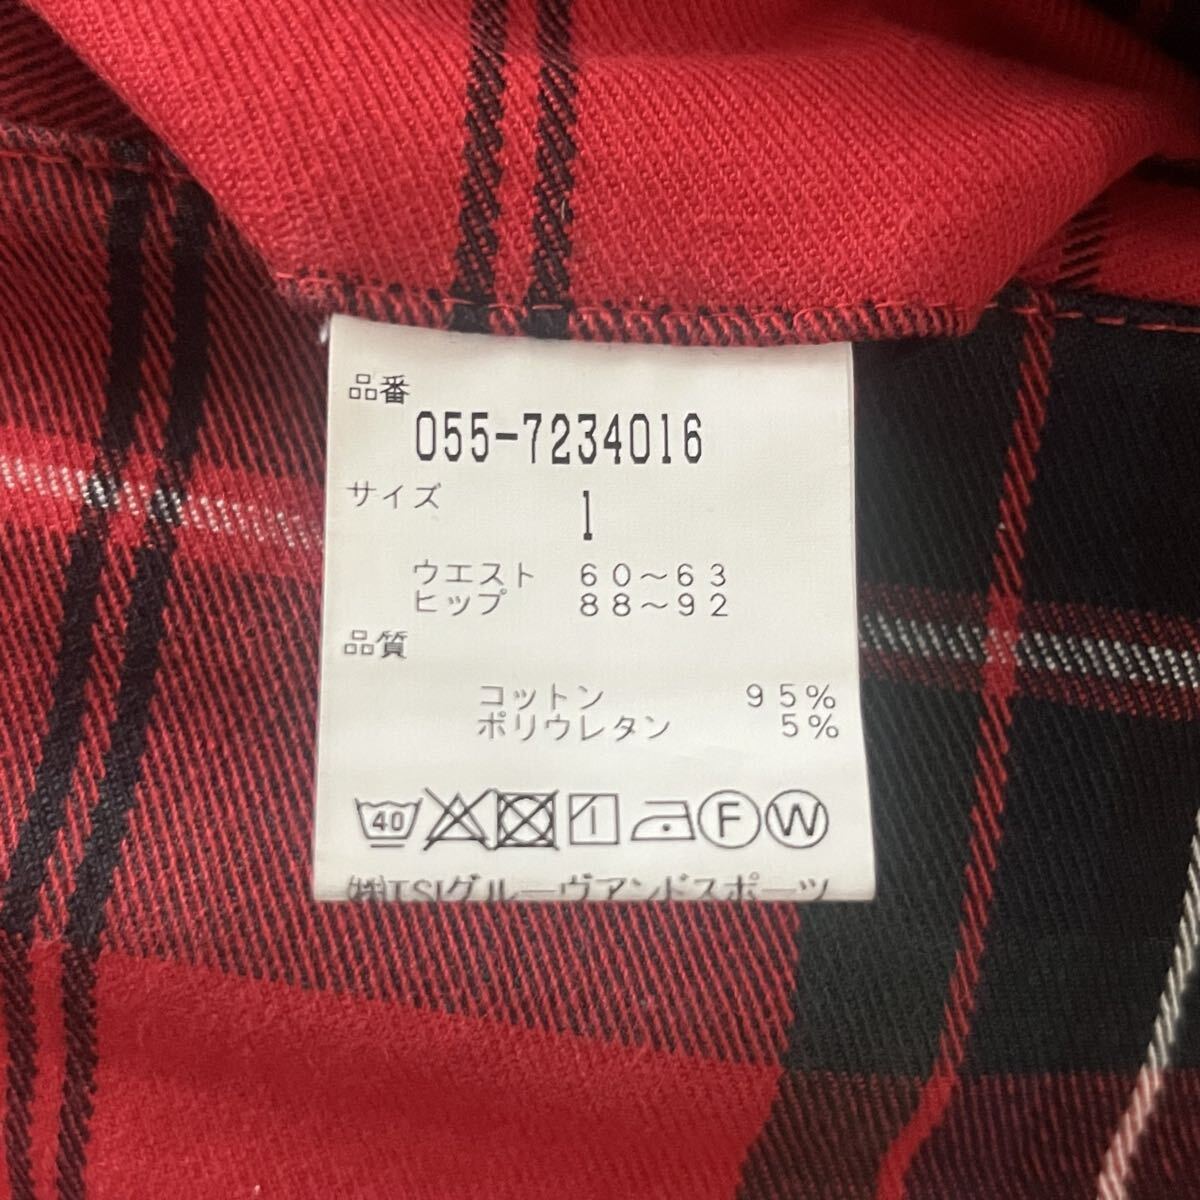 品番
055-7234016
サイズ
1
ウエスト 60～63
ヒップ 88～92
品質
コットン 95%
ポリウレタン 5%
40 F W
㈱TSIグルーヴアンドスポーツ